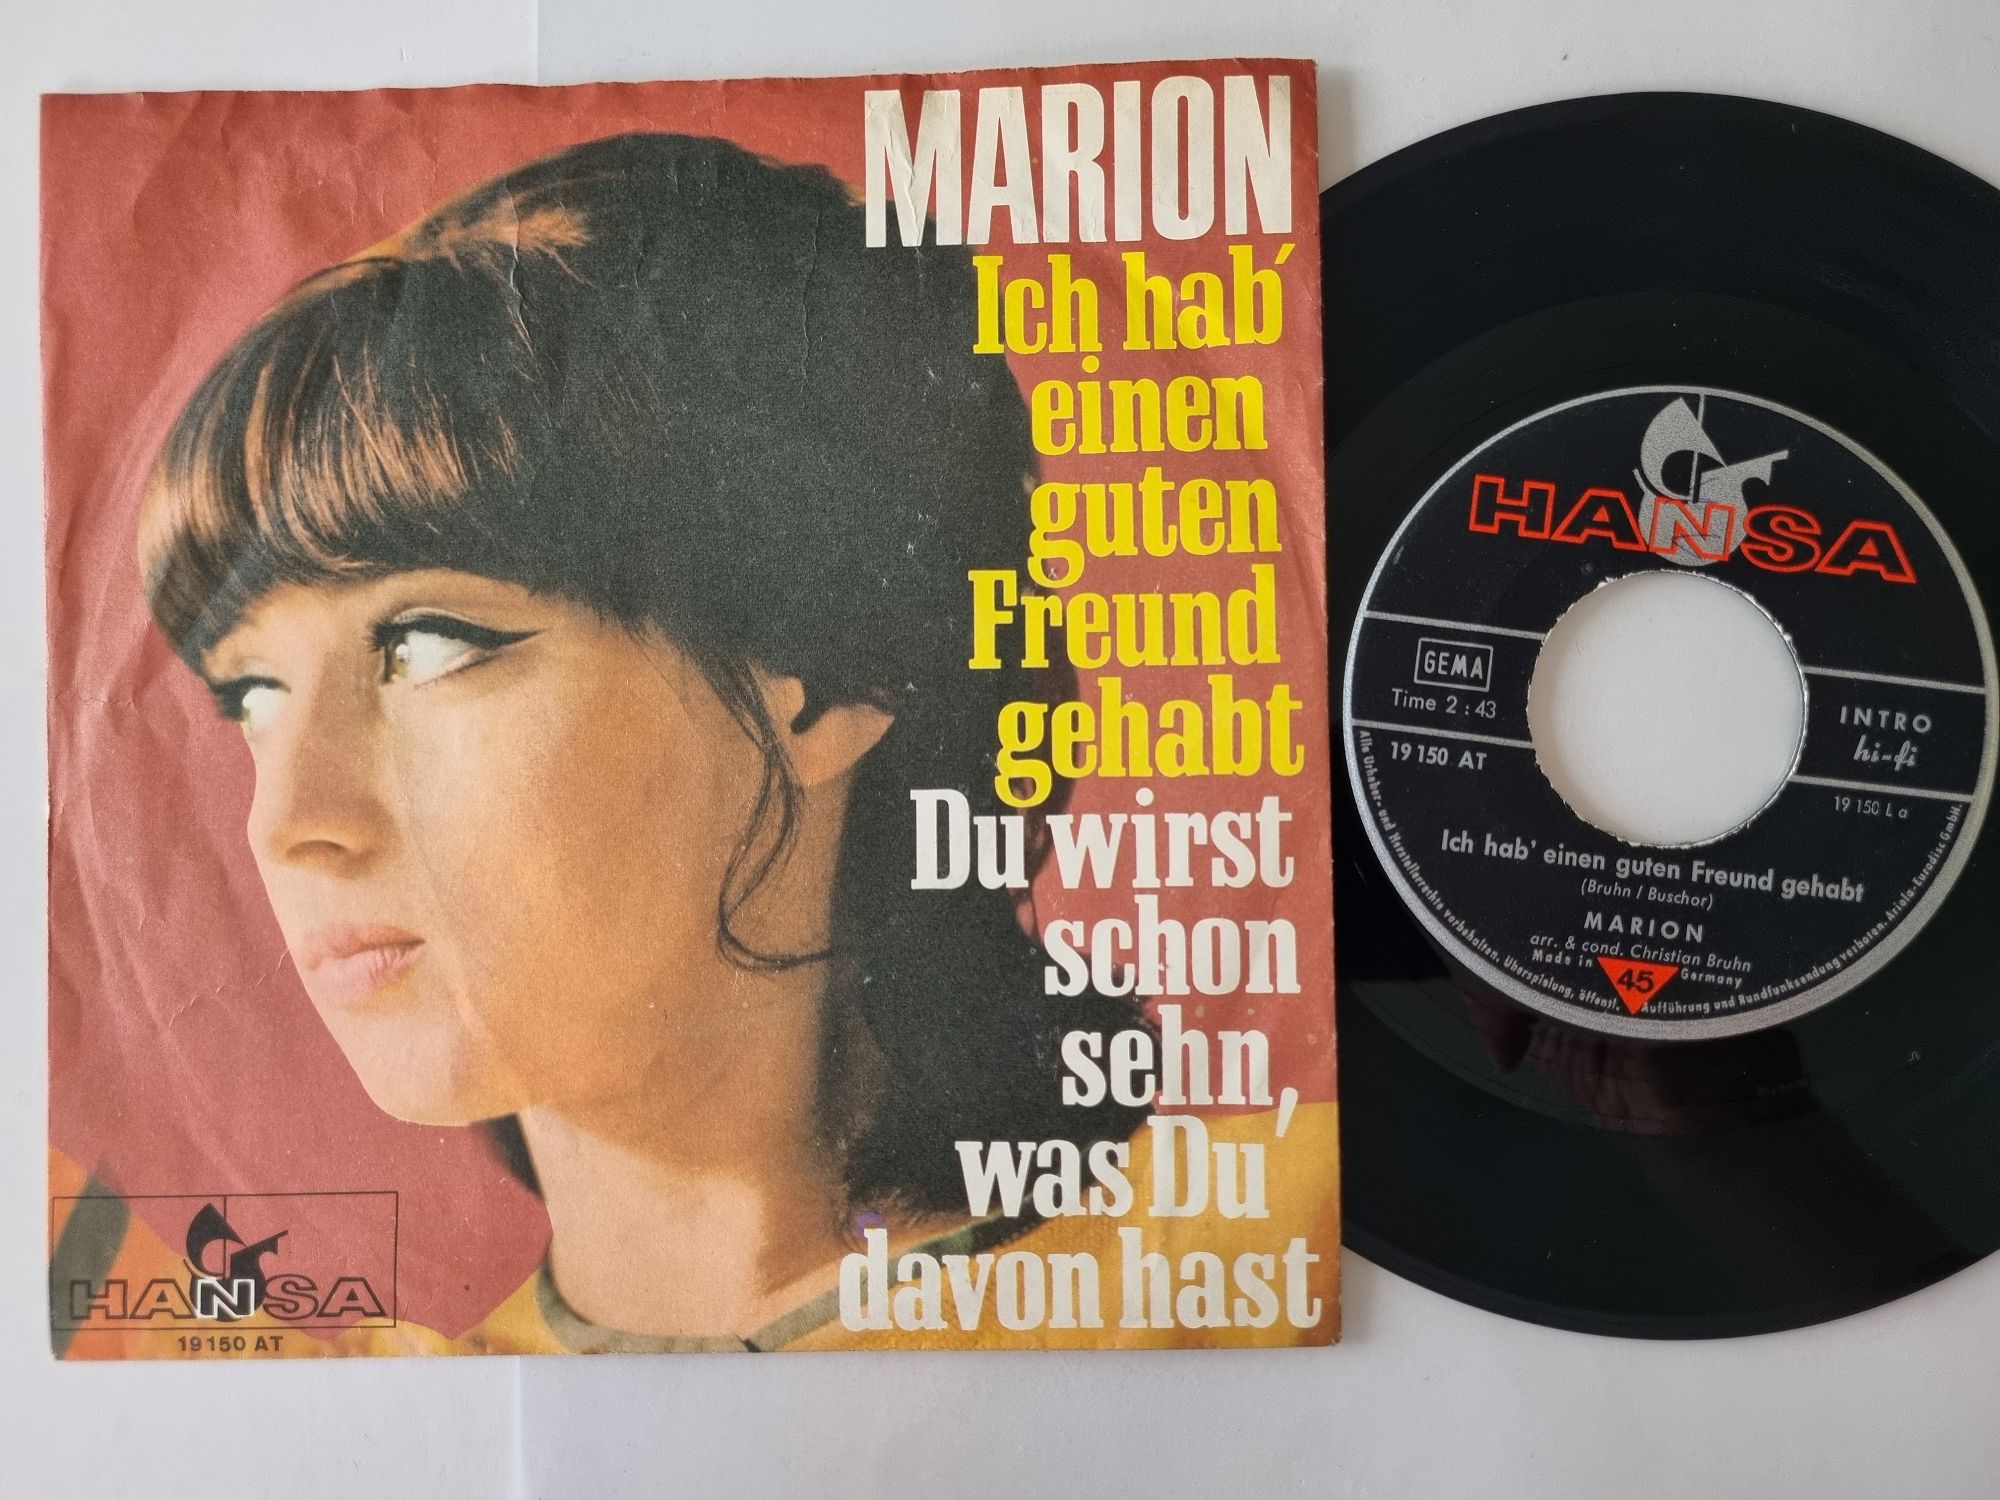 MARION
Ich hab´
einen
guten
Freund
gehabt
Du wirst
schon
sehn,
was Du´
davon hast
HANSA
19150 AT
HANSA
GEMA
Time 2:43
19150 AT
INTRO
hi-fi
19 150 L a
Ich hab' einen guten Freund gehabt
(Bruhn / Buschor)
MARION
arr. & cond. Christian Bruhn
Made in Germany
45
Alle Urheber- und Herstellerrechte vorbehalten. Überspielung, öffentl. Aufführung und Rundfunksendung verboten. Ariola-Eurodisc GmbH.